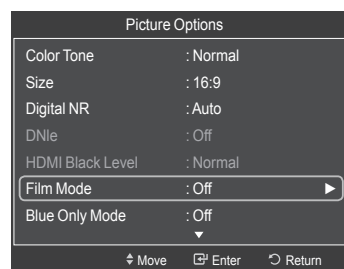 Picture Options
Color Tone : Normal
Size : 16:9
Digital NR : Auto
DNIe : Off
HDMI Black Level : Normal
Film Mode : Off
Blue Only Mode : Off
Move Enter Return